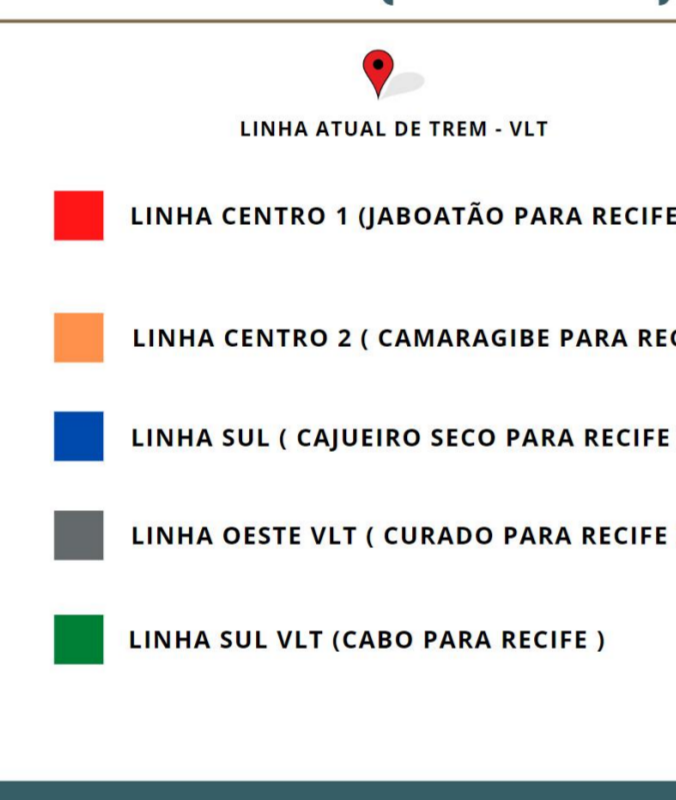 LINHA ATUAL DE TREM - VLT
LINHA CENTRO 1 (JABOATÃO PARA RECIFE
LINHA CENTRO 2 ( CAMARAGIBE PARA
LINHA SUL ( CAJUEIRO SECO PARA RECIFE
LINHA OESTE VLT ( CURADO PARA RECIFE
LINHA SUL VLT (CABO PARA RECIFE )